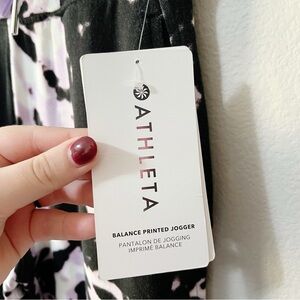 ATHLETA
BALANCE PRINTED JOGGER
PANTALON DE JOGGING
IMPRIMÉ BALANCE